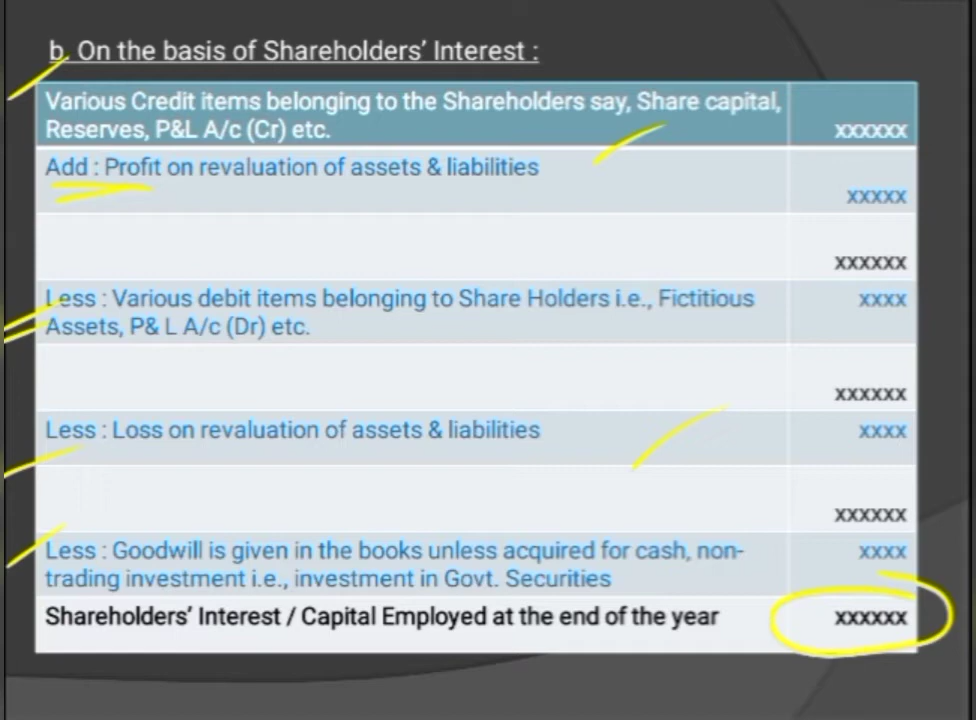 b. On the basis of Shareholders’ Interest :
Various Credit items belonging to the Shareholders say, Share capital,
Reserves, P&L A/c (Cr) etc.
xxxxxx
Add : Profit on revaluation of assets & liabilities
xxxxx
xxxxxx
Less : Various debit items belonging to Share Holders i.e., Fictitious
xxxx
Assets, P& L A/c (Dr) etc.
xxxxxx
Less : Loss on revaluation of assets & liabilities
xxxx
xxxxxx
Less : Goodwill is given in the books unless acquired for cash, non-
xxxx
trading investment i.e., investment in Govt. Securities
Shareholders’ Interest / Capital Employed at the end of the year
xxxxxx